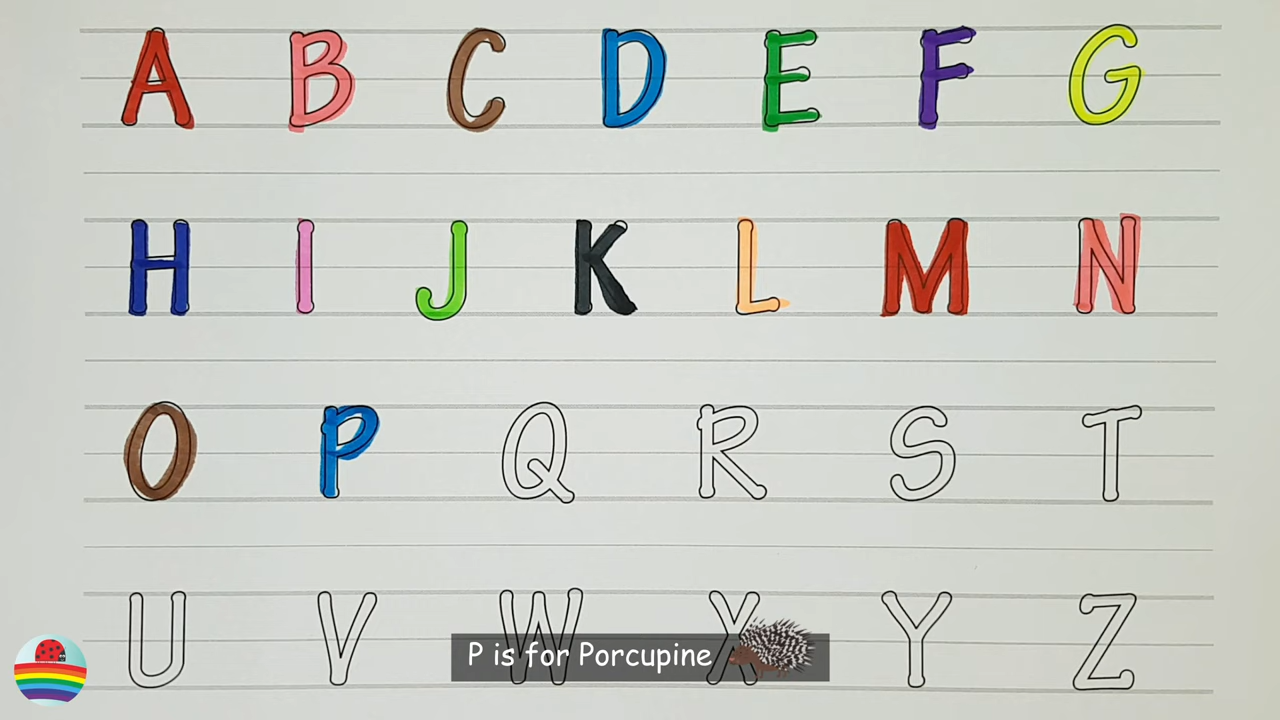 A B C D E F G
H I J K L M N
O P Q R S T
U V W X Y Z
P is for Porcupine